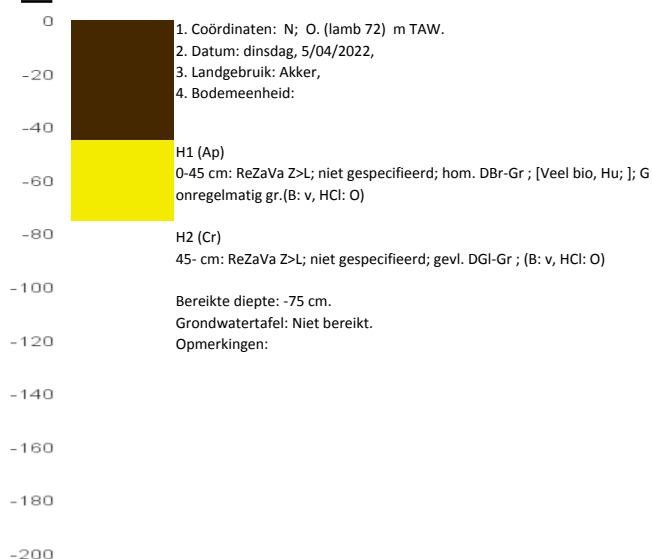 0
1. Coördinaten: N; O. (lamb 72) m TAW.
2. Datum: dinsdag, 5/04/2022,
-20
3. Landgebruik: Akker,
4. Bodemeenheid:
-40
H1 (Ap)
0-45 cm: ReZaVa Z>L; niet gespecifieerd; hom. DBr-Gr ; [Veel bio, Hu; ]; G
-60
onregelmatig gr.(B: v, HCl: O)
-80
H2 (Cr)
45- cm: ReZaVa Z>L; niet gespecifieerd; gevl. DGl-Gr ; (B: v, HCl: O)
-100
Bereikte diepte: -75 cm.
Grondwatertafel: Niet bereikt.
-120
Opmerkingen:
-140
-160
-180
-200